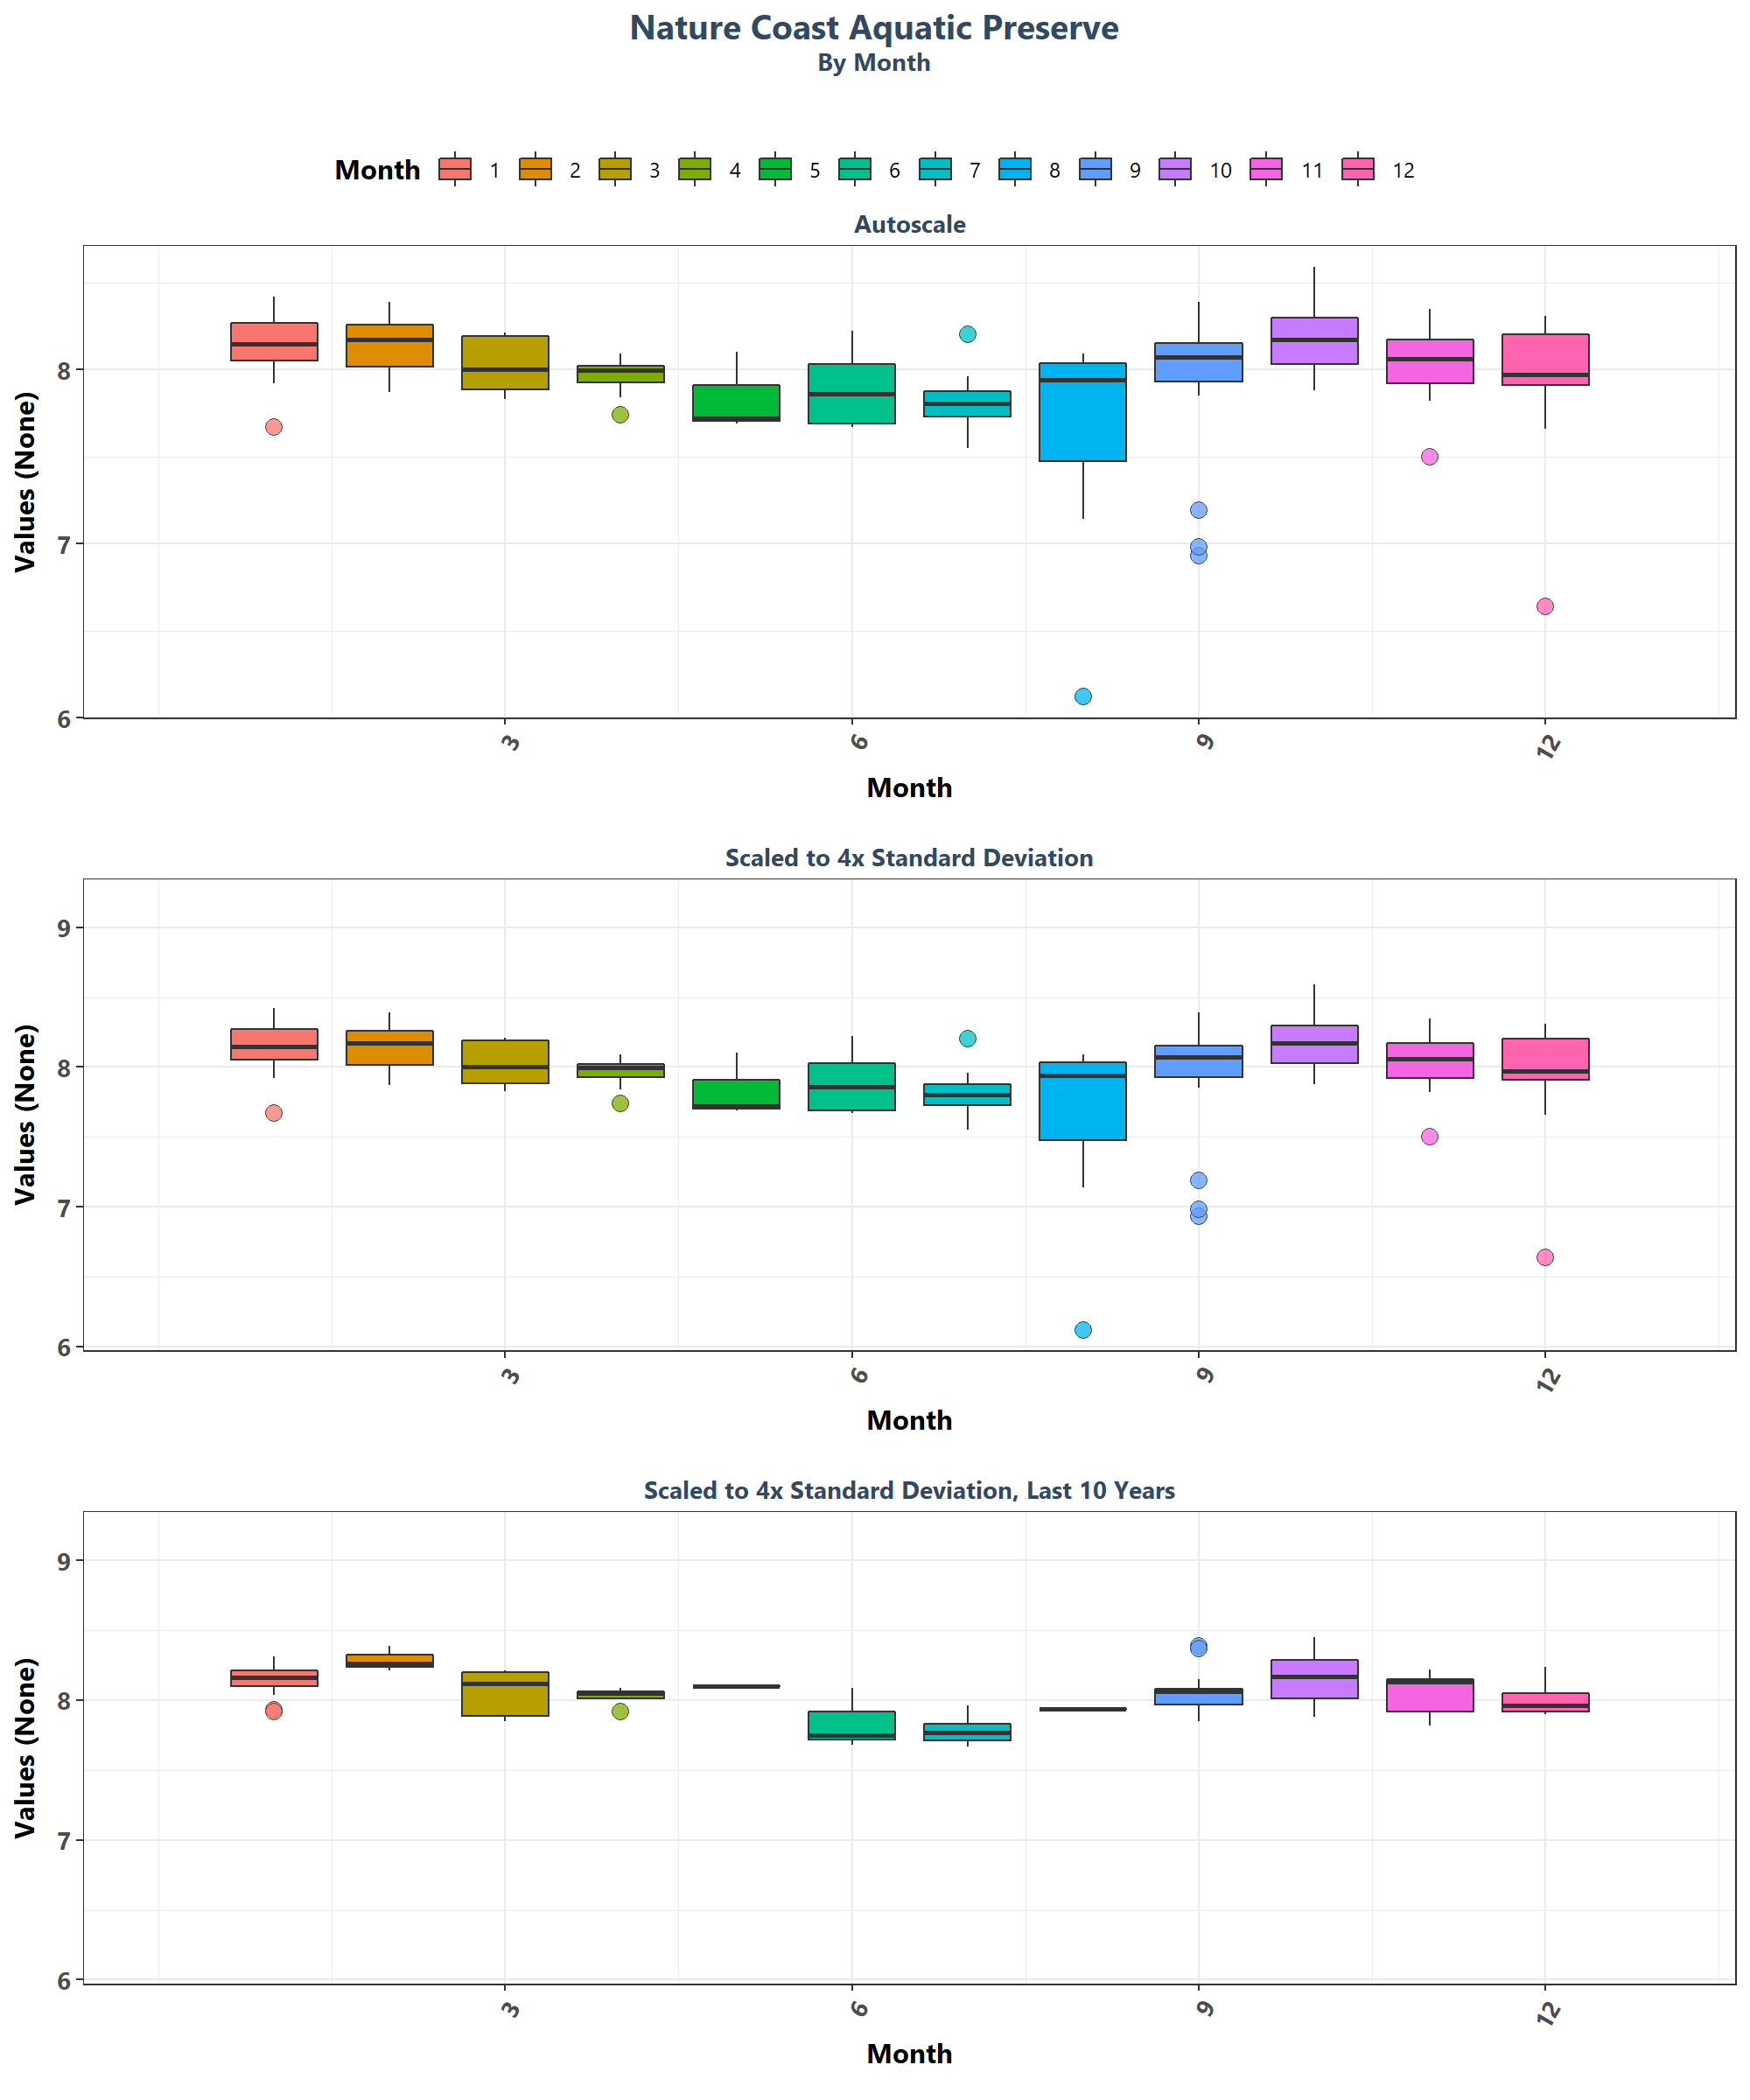 Nature Coast Aquatic Preserve
By Month
Month 1 2 3 4 5 6 7 8 9 10 11 12
Autoscale
Values (None)
8
7
6
3 6 9 12
Month
Scaled to 4x Standard Deviation
Values (None)
9
8
7
6
3 6 9 12
Month
Scaled to 4x Standard Deviation, Last 10 Years
Values (None)
9
8
7
6
3 6 9 12
Month